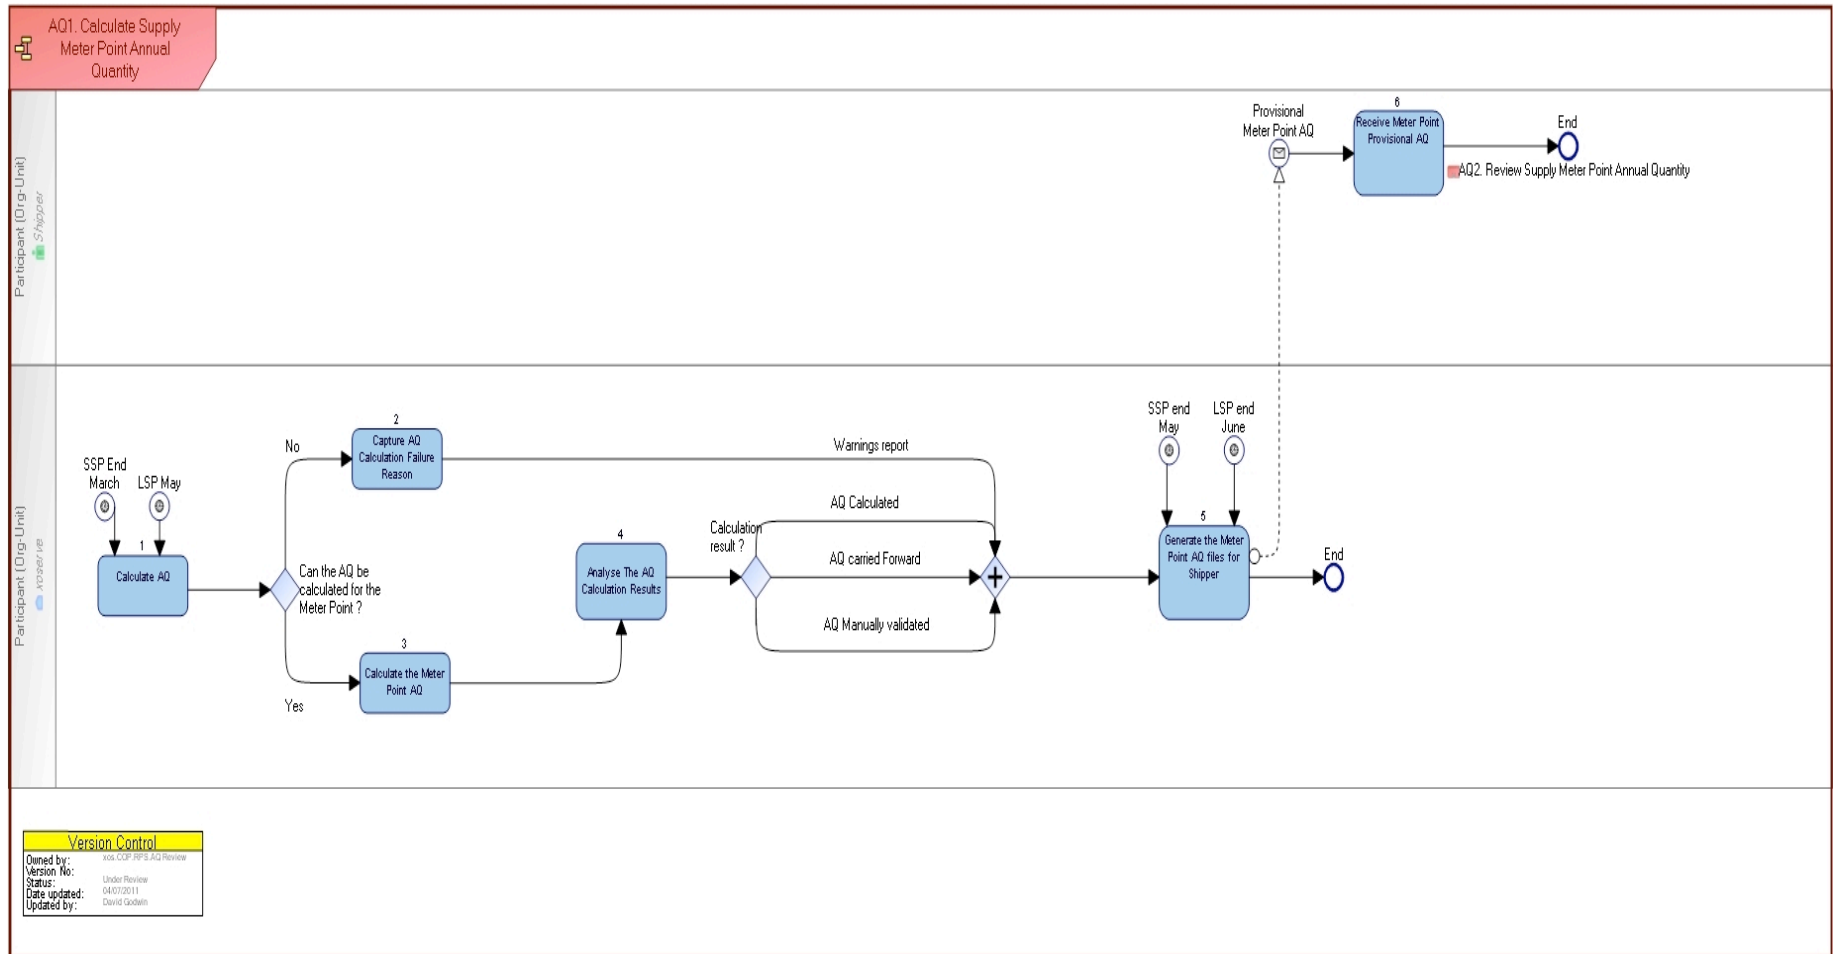 AQ1. Calculate Supply
Meter Point Annual
Quantity
Participant (Org-Unit)
Shipper
Provisional
Meter Point AQ
6
Receive Meter Point
Provisional AQ
End
AQ2. Review Supply Meter Point Annual Quantity
Participant (Org-Unit)
xoserve
SSP End
March
LSP May
1
Calculate AQ
No
2
Capture AQ
Calculation Failure
Reason
Can the AQ be
calculated for the
Meter Point ?
Yes
3
Calculate the Meter
Point AQ
4
Analyse The AQ
Calculation Results
Calculation
result ?
Warnings report
AQ Calculated
AQ carried Forward
AQ Manually validated
SSP end
May
LSP end
June
5
Generate the Meter
Point AQ files for
Shipper
End
Version Control
Owned by: xos.COP.RPS.AQ Review
Version No:
Status: Under Review
Date updated: 04/07/2011
Updated by: David Godwin